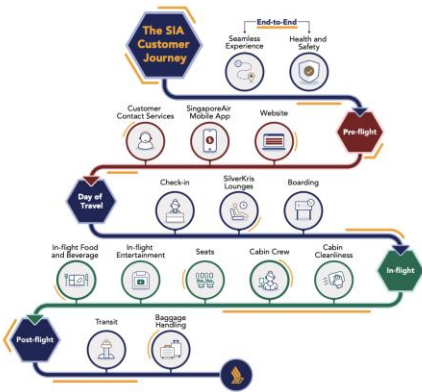 The SIA
Customer
Journey
End-to-End
Seamless
Experience
Health and
Safety
Customer
Contact Services
SingaporeAir
Mobile App
Website
Pre-flight
Day of
Travel
Check-in
SilverKris
Lounges
Boarding
In-flight Food
and Beverage
In-flight
Entertainment
Seats
Cabin Crew
Cabin
Cleanliness
In-flight
Post-flight
Transit
Baggage
Handling